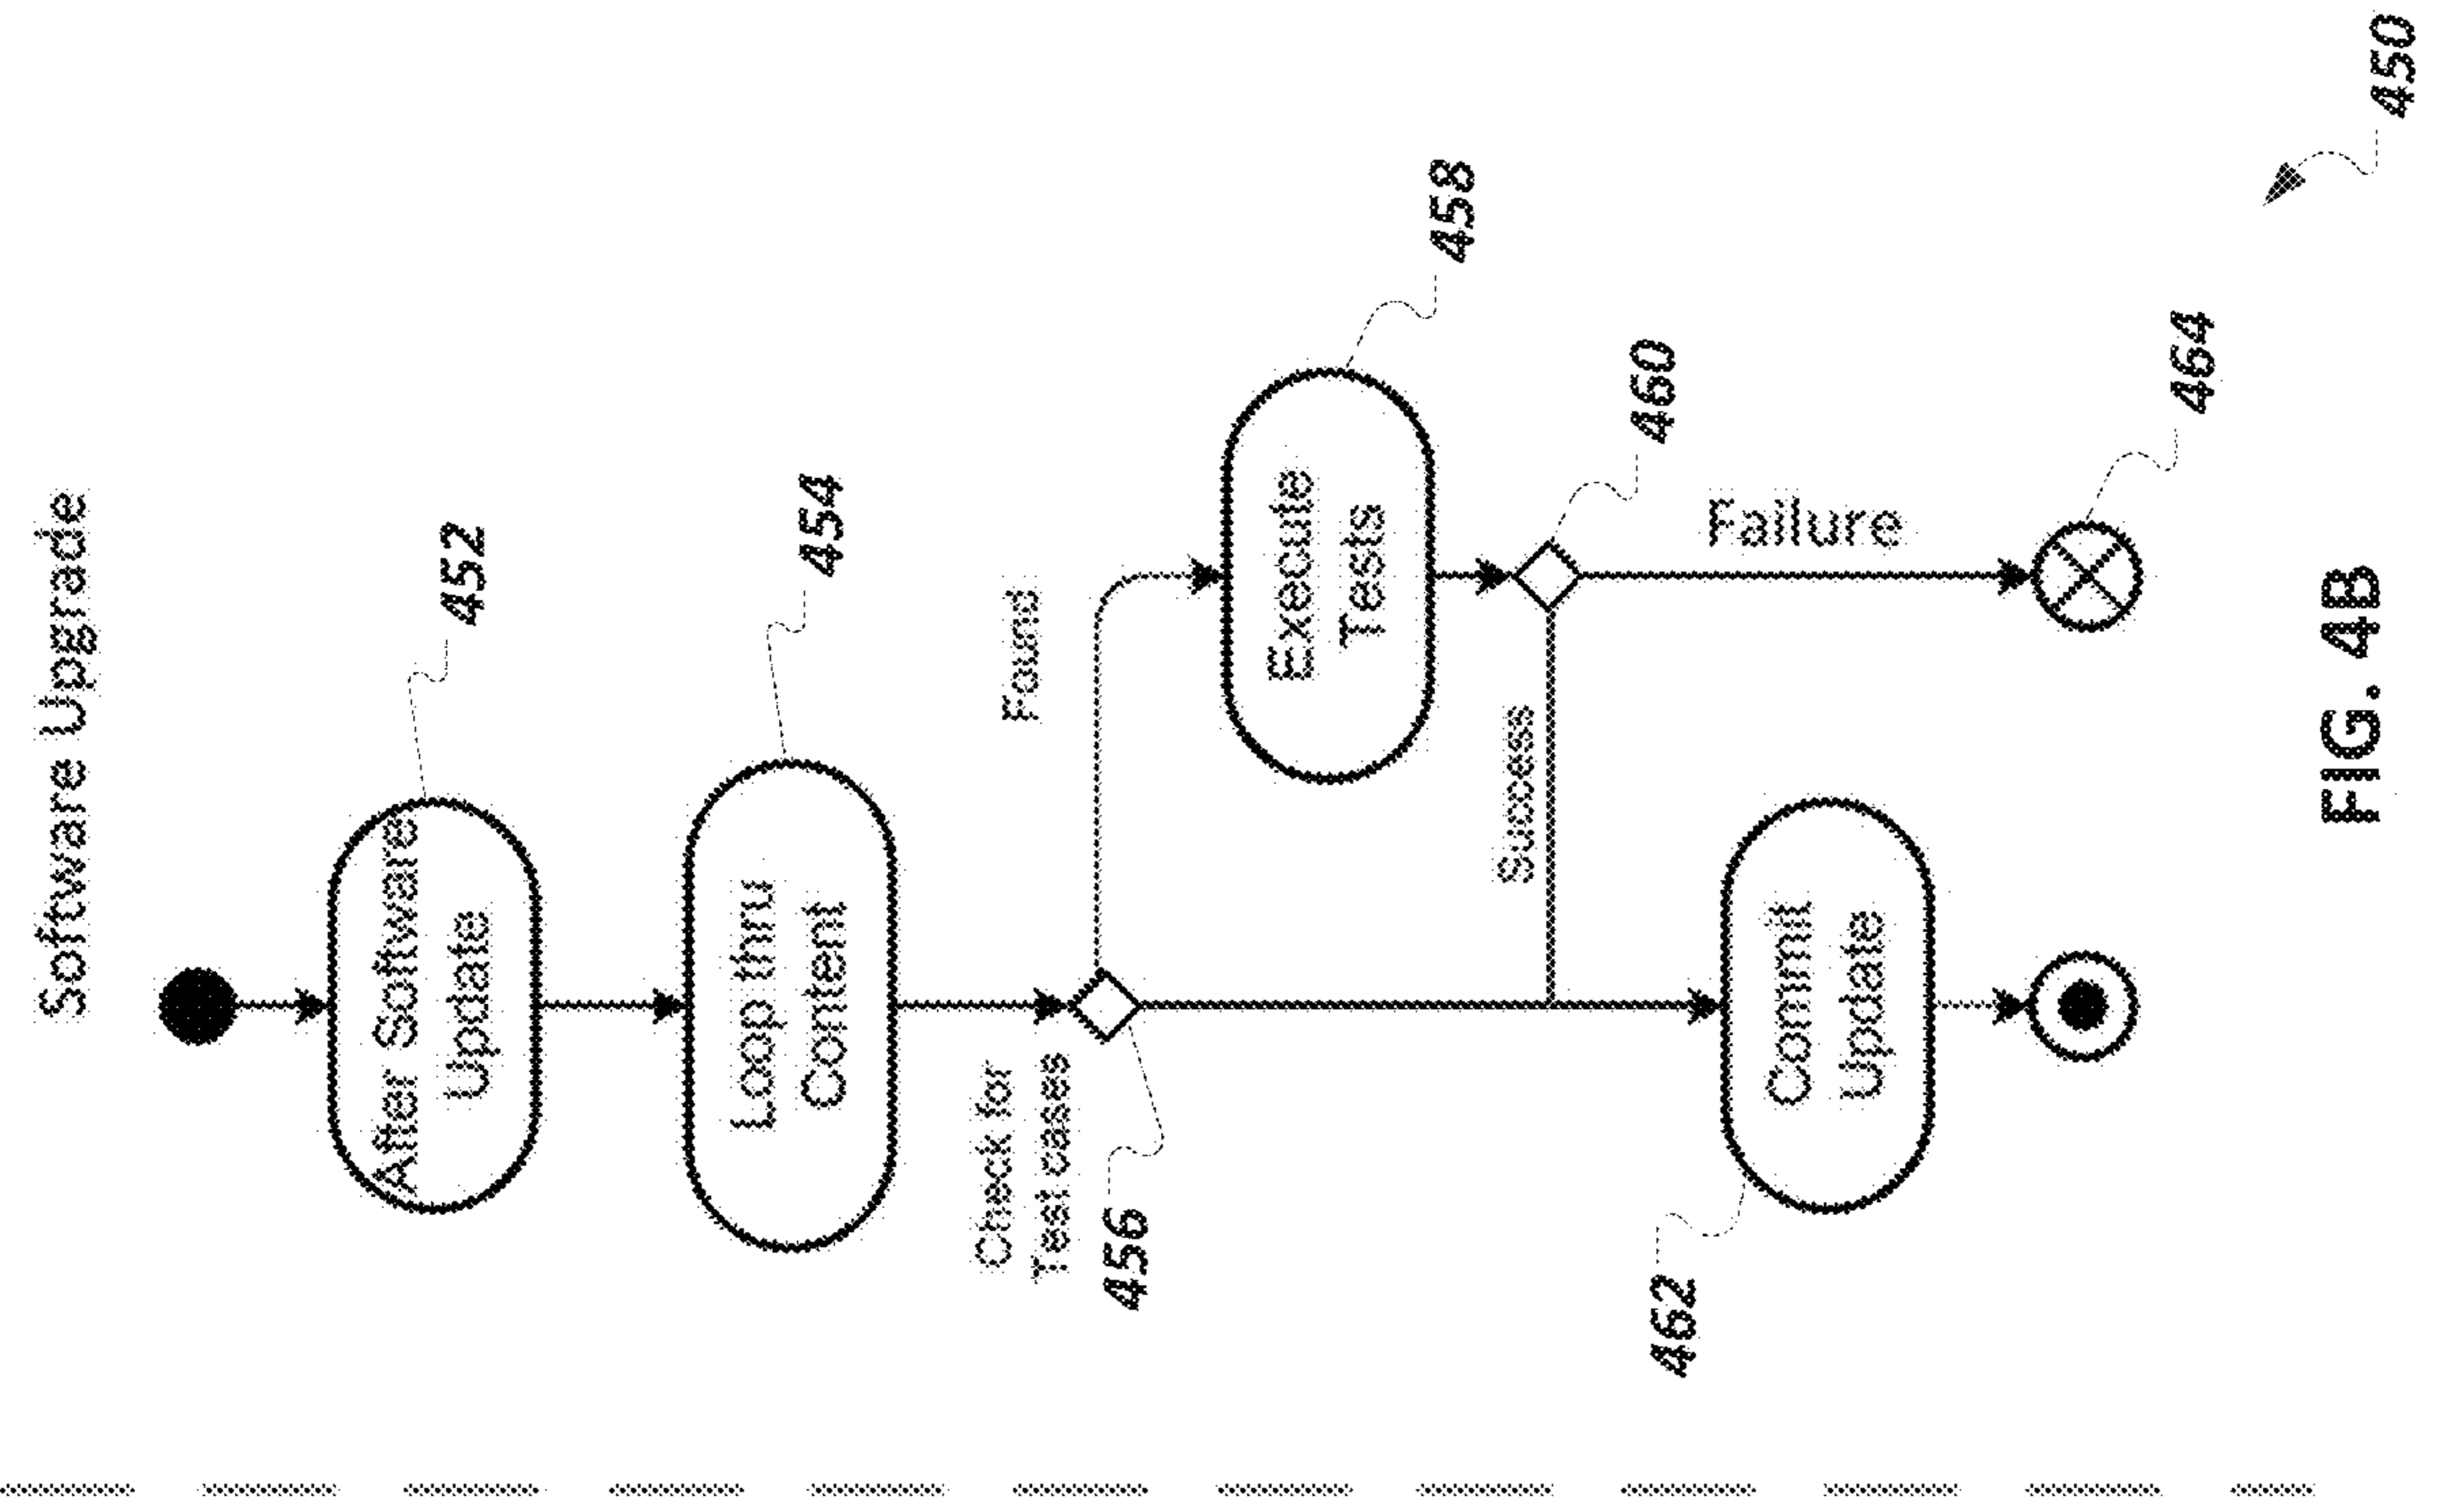 Software Upgrade
After Software
Update
452
Loop thru
Content
454
Check for
Test cases
456
Found
Execute
Tests
458
460
Success
Failure
Commit
Update
462
464
450
FIG. 4B